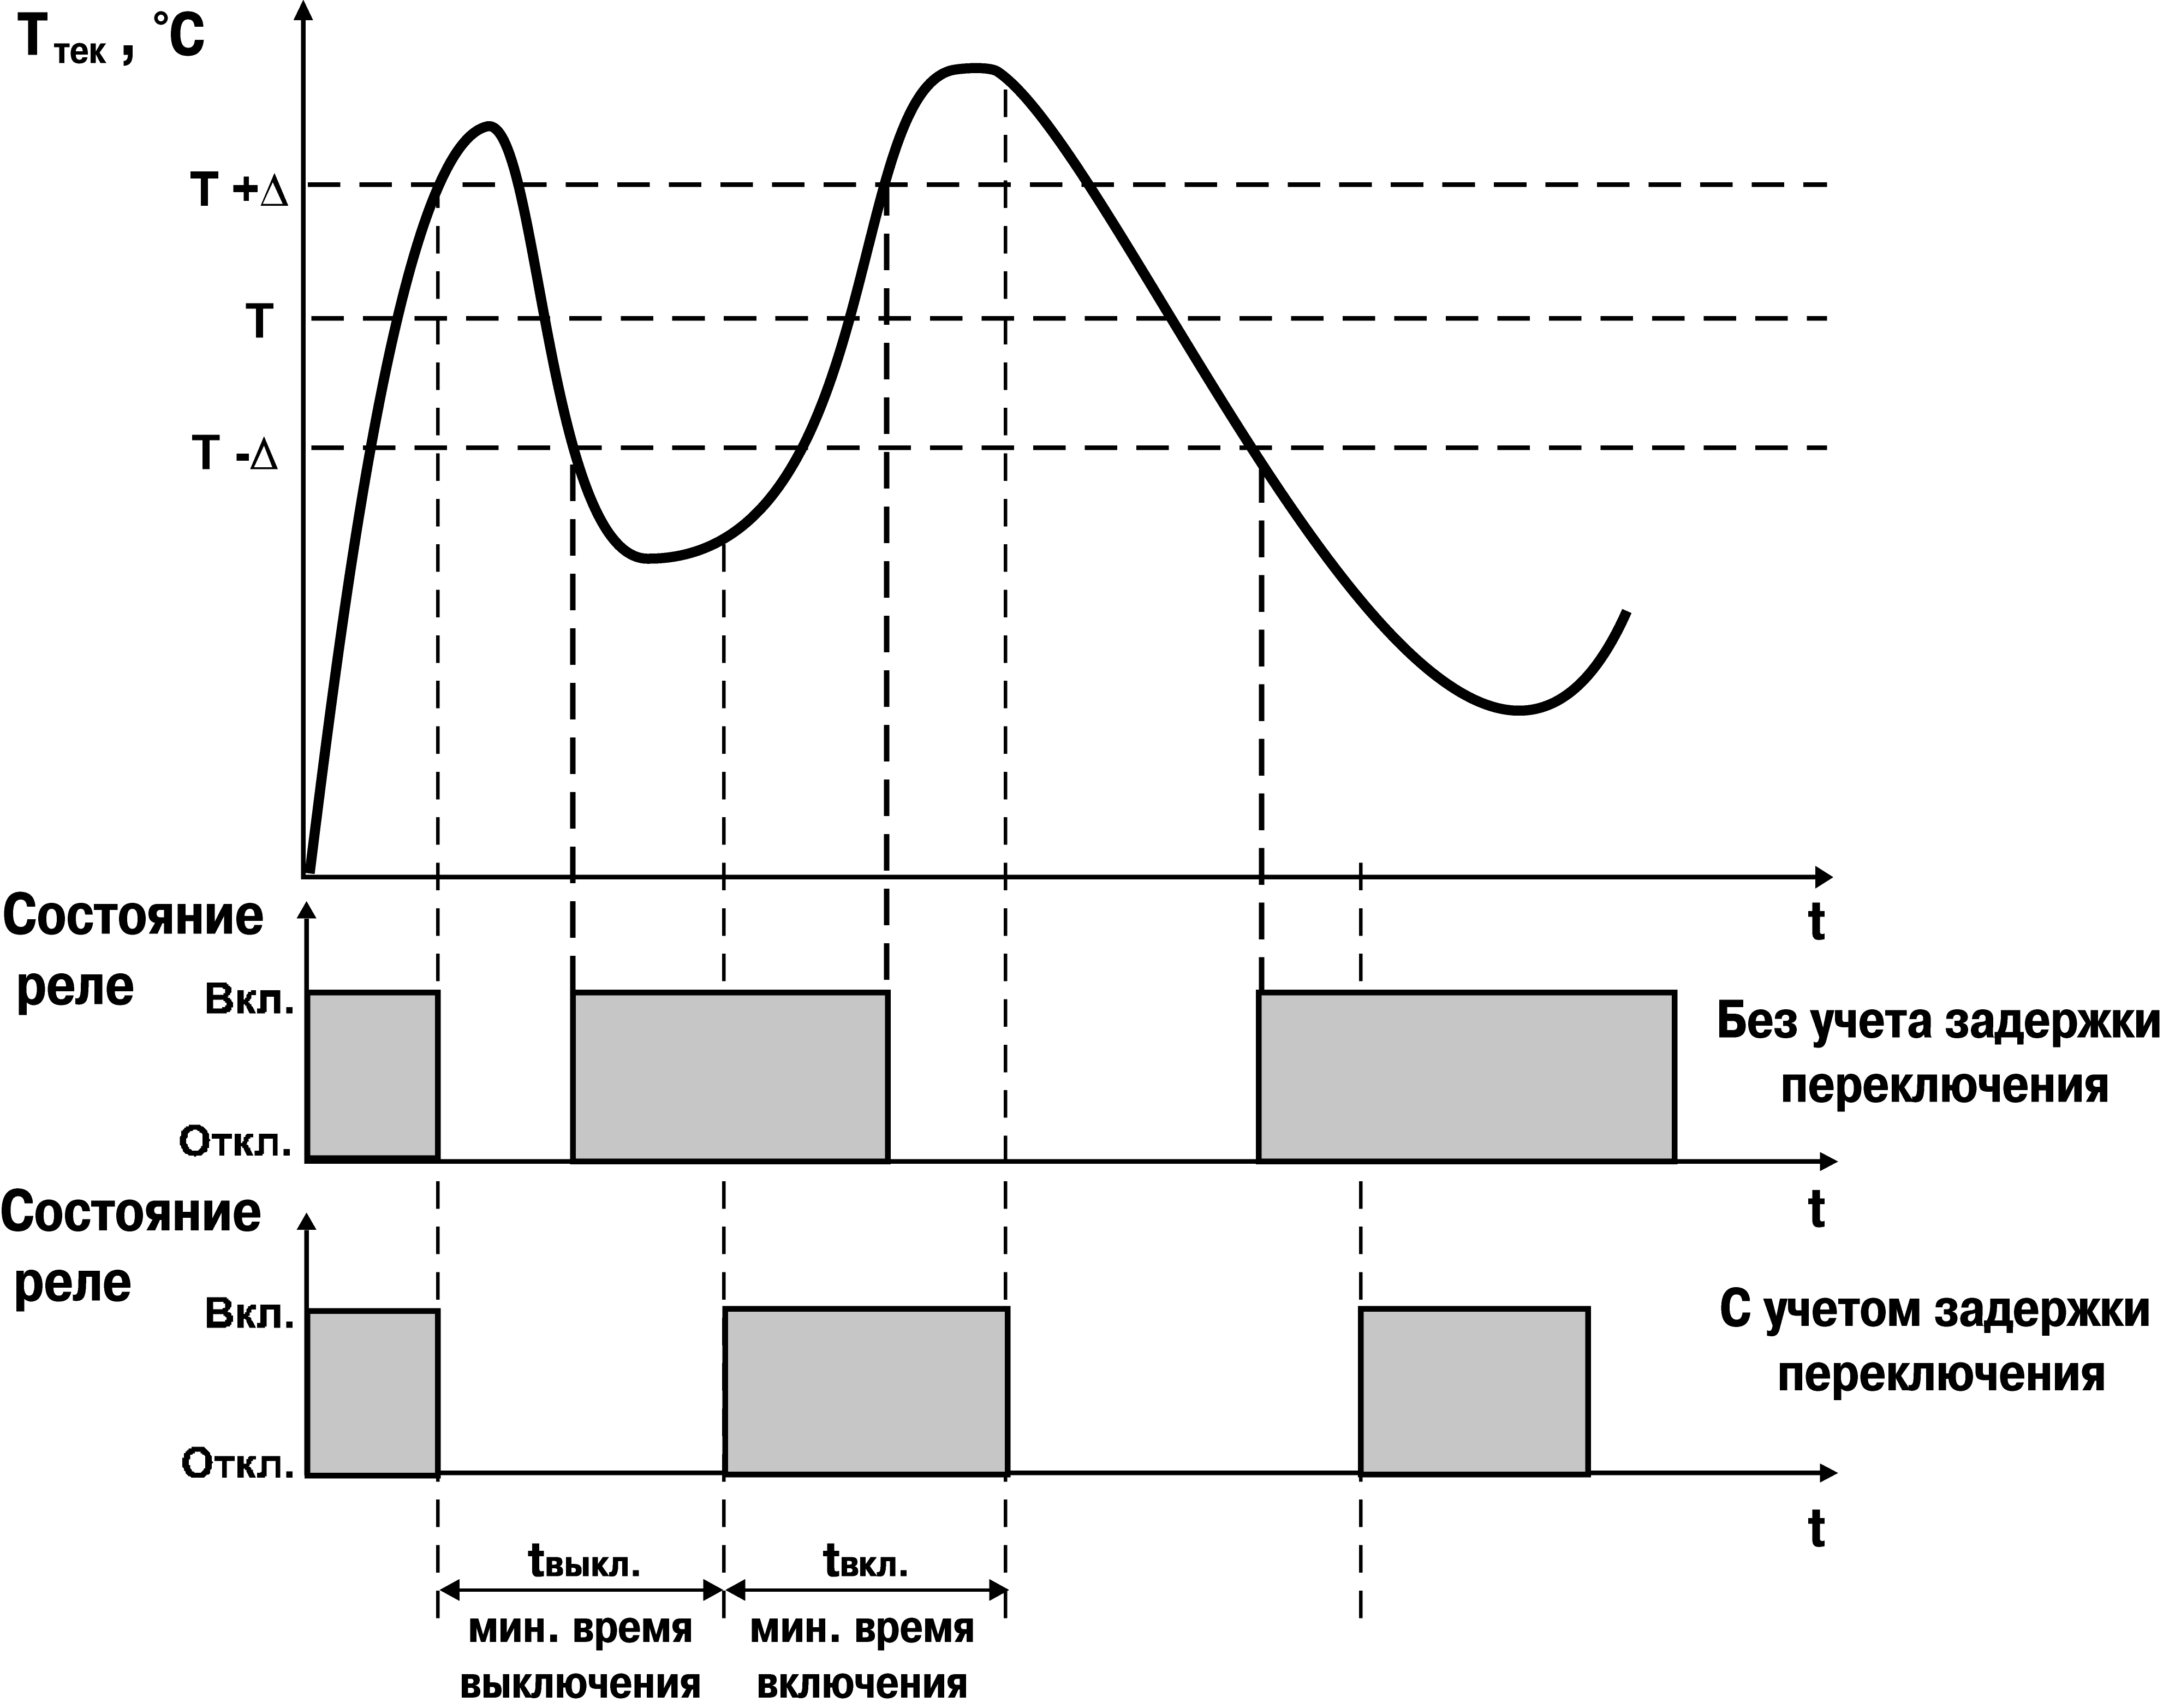 Tтек , °C
T +Δ
T
T -Δ
t
Состояние
реле
Вкл.
Откл.
Без учета задержки
переключения
t
Состояние
реле
Вкл.
Откл.
С учетом задержки
переключения
t
tвыкл.
мин. время
выключения
tвкл.
мин. время
включения